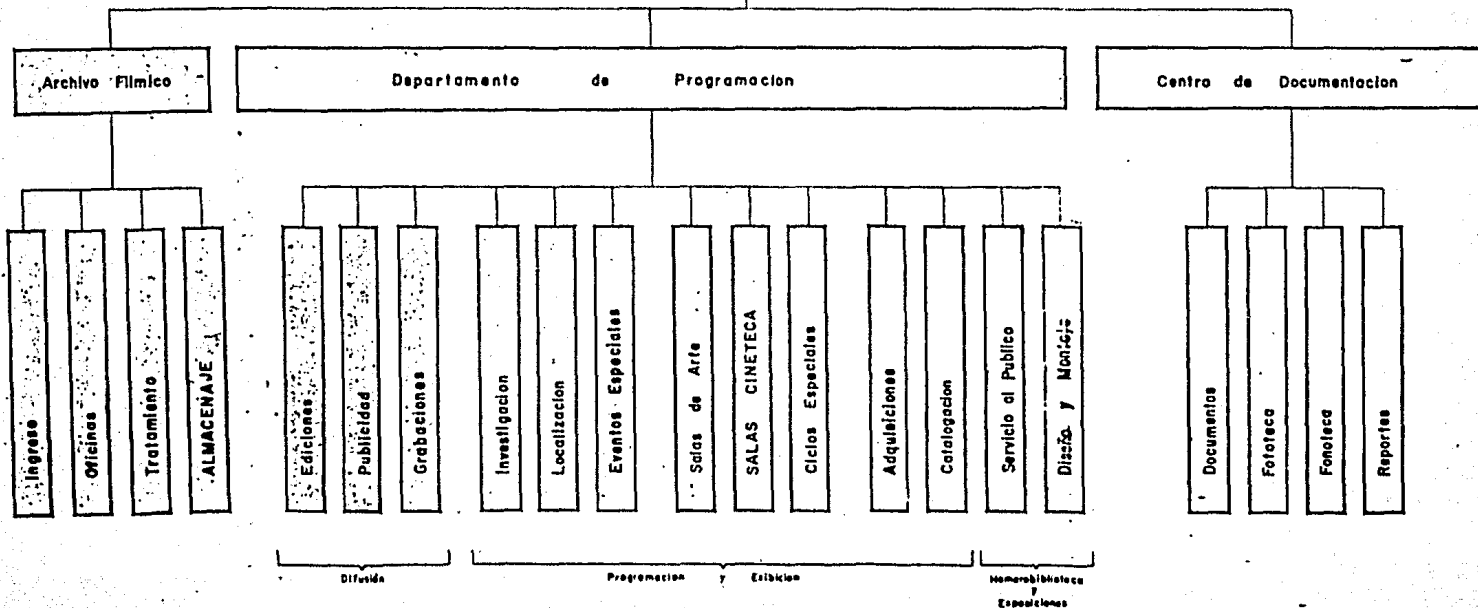 Archivo Filmico
Departamento de Programacion
Centro de Documentacion
Ingreso
Oficinas
Tratamiento
ALMACENAJE
Ediciones
Publicidad
Grabaciones
Investigacion
Localizacion
Eventos Especiales
Salas de Arte
SALAS CINETECA
Ciclos Especiales
Adquisiciones
Catalogacion
Servicio al Publico
Diseño y Montaje
Documentos
Fototeca
Fonoteca
Reportes
Difusión
Programacion y Exibicion
Hemerobiblioteca
y
Exposiciones